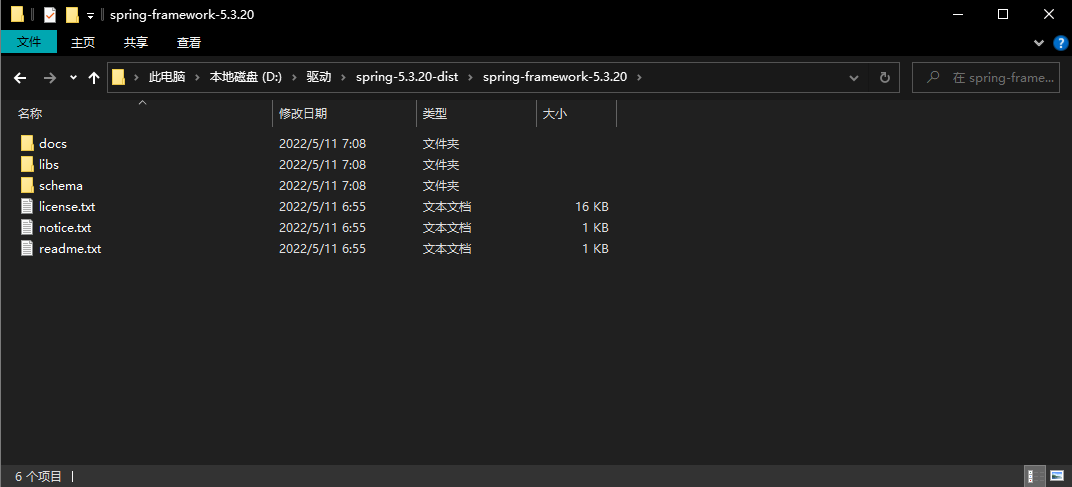 spring-framework-5.3.20
文件 主页 共享 查看
此电脑 本地磁盘 (D:) 驱动 spring-5.3.20-dist spring-framework-5.3.20 在 spring-frame...
名称 修改日期 类型 大小
docs 2022/5/11 7:08 文件夹
libs 2022/5/11 7:08 文件夹
schema 2022/5/11 7:08 文件夹
license.txt 2022/5/11 6:55 文本文档 16 KB
notice.txt 2022/5/11 6:55 文本文档 1 KB
readme.txt 2022/5/11 6:55 文本文档 1 KB
6 个项目